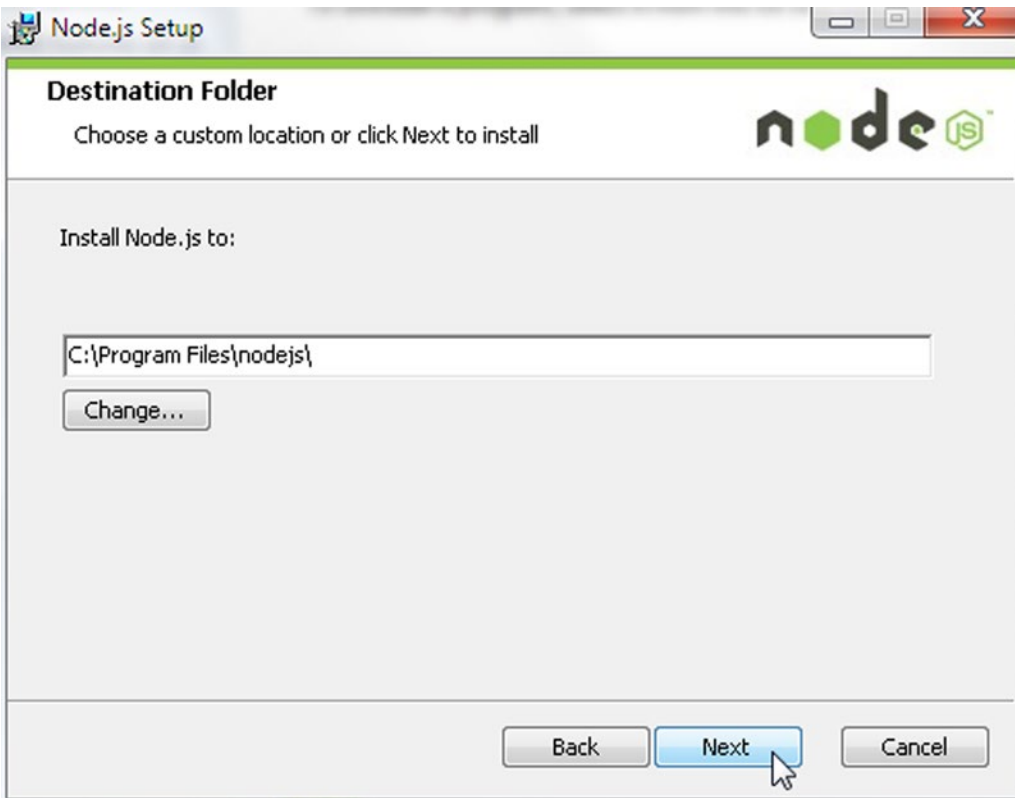 Node.js Setup
Destination Folder
Choose a custom location or click Next to install
node JS™
Install Node.js to:
C:\Program Files\nodejs\
Change...
Back Next Cancel